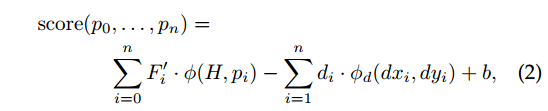 score(p₀, . . . , pₙ) =
∑ᵢ₌₀ⁿ F′ᵢ · ϕ(H, pᵢ) − ∑ᵢ₌₁ⁿ dᵢ · ϕ_d(dxᵢ, dyᵢ) + b, (2)